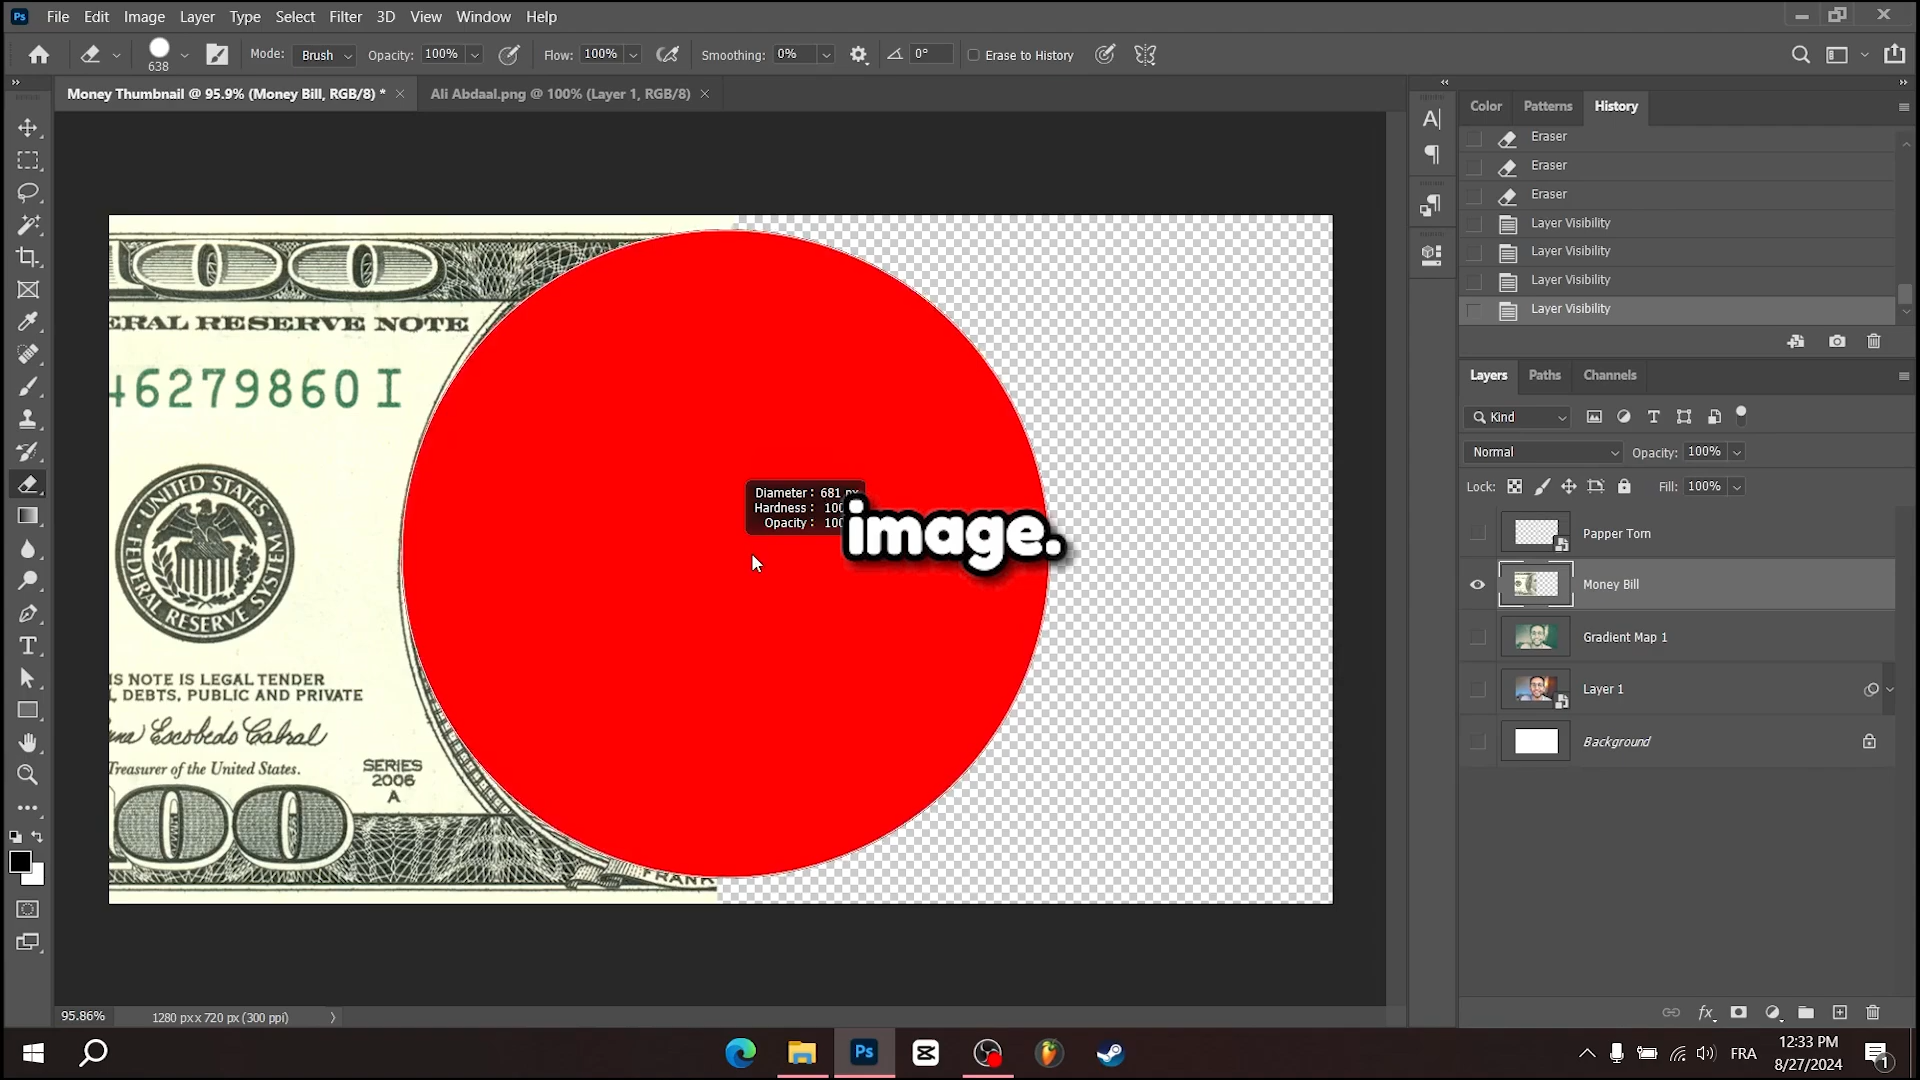 Ps File Edit Image Layer Type Select Filter 3D View Window Help
638 Mode: Brush Opacity: 100% Flow: 100% Smoothing: 0% 0° Erase to History
Money Thumbnail @ 95.9% (Money Bill, RGB/8) *
Ali Abdaal.png @ 100% (Layer 1, RGB/8)
100
ERAL RESERVE NOTE
46279860 I
UNITED STATES
FEDERAL RESERVE SYSTEM
IS NOTE IS LEGAL TENDER
DEBTS, PUBLIC AND PRIVATE
Escobedo Cabral
Treasurer of the United States.
SERIES
2006
A
00
FRANK
Diameter: 681 px
Hardness: 100
Opacity: 100
image.
Color Patterns History
Eraser
Eraser
Eraser
Layer Visibility
Layer Visibility
Layer Visibility
Layer Visibility
Layers Paths Channels
Kind
Normal Opacity: 100%
Lock: Fill: 100%
Papper Torn
Money Bill
Gradient Map 1
Layer 1
Background
95.86% 1280 px x 720 px (300 ppi)
Ps
FRA
12:33 PM
8/27/2024
1